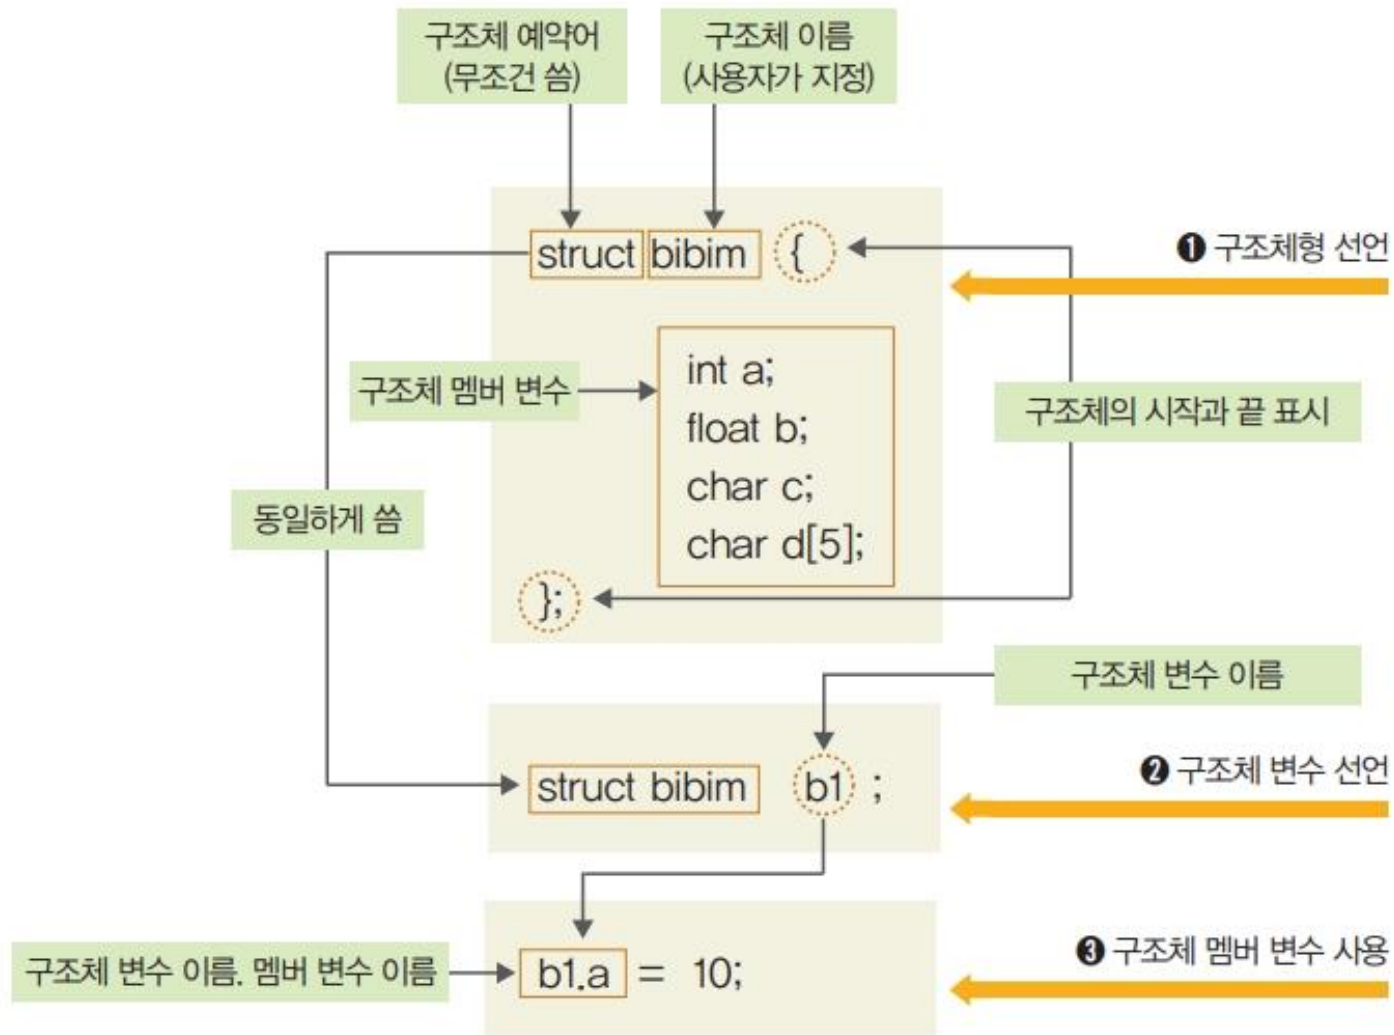 구조체 예약어
(무조건 씀)
구조체 이름
(사용자가 지정)
struct bibim {
❶ 구조체형 선언
구조체 멤버 변수
int a;
float b;
char c;
char d[5];
구조체의 시작과 끝 표시
동일하게 씀
};
구조체 변수 이름
struct bibim b1 ;
❷ 구조체 변수 선언
구조체 변수 이름. 멤버 변수 이름
b1.a = 10;
❸ 구조체 멤버 변수 사용